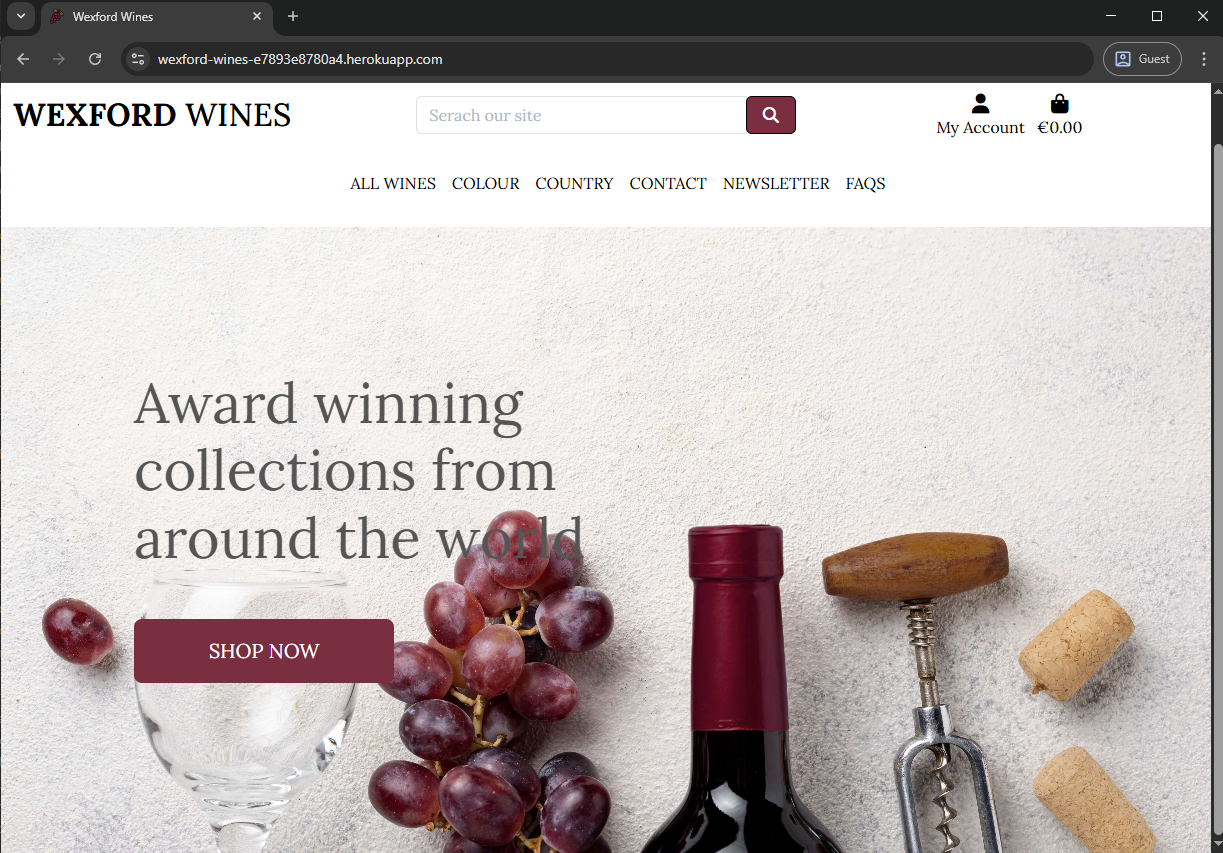 Wexford Wines
wexford-wines-e7893e8780a4.herokuapp.com
Guest
WEXFORD WINES
Serach our site
My Account €0.00
ALL WINES COLOUR COUNTRY CONTACT NEWSLETTER FAQS
Award winning
collections from
around the world
SHOP NOW